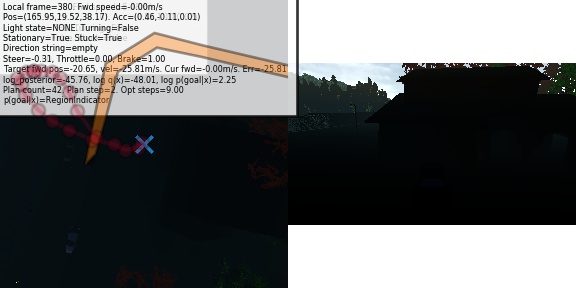 Local frame=380: Fwd speed=-0.00m/s
Pos=(165.95,19.52,38.17). Acc=(0.46,-0.11,0.01)
Light state=NONE: Turning=False
Stationary=True: Stuck=True
Direction string=empty
Steer=-0.31, Throttle=0.00, Brake=1.00
Target fwd pos=-20.65, vel=-25.81m/s. Cur fwd=-0.00m/s. Err=-25.81
log_posterior=-45.76, log q(x)=-48.01, log p(goal|x)=2.25
Plan count=42, Plan step=2. Opt steps=9.00
p(goal|x)=RegionIndicator